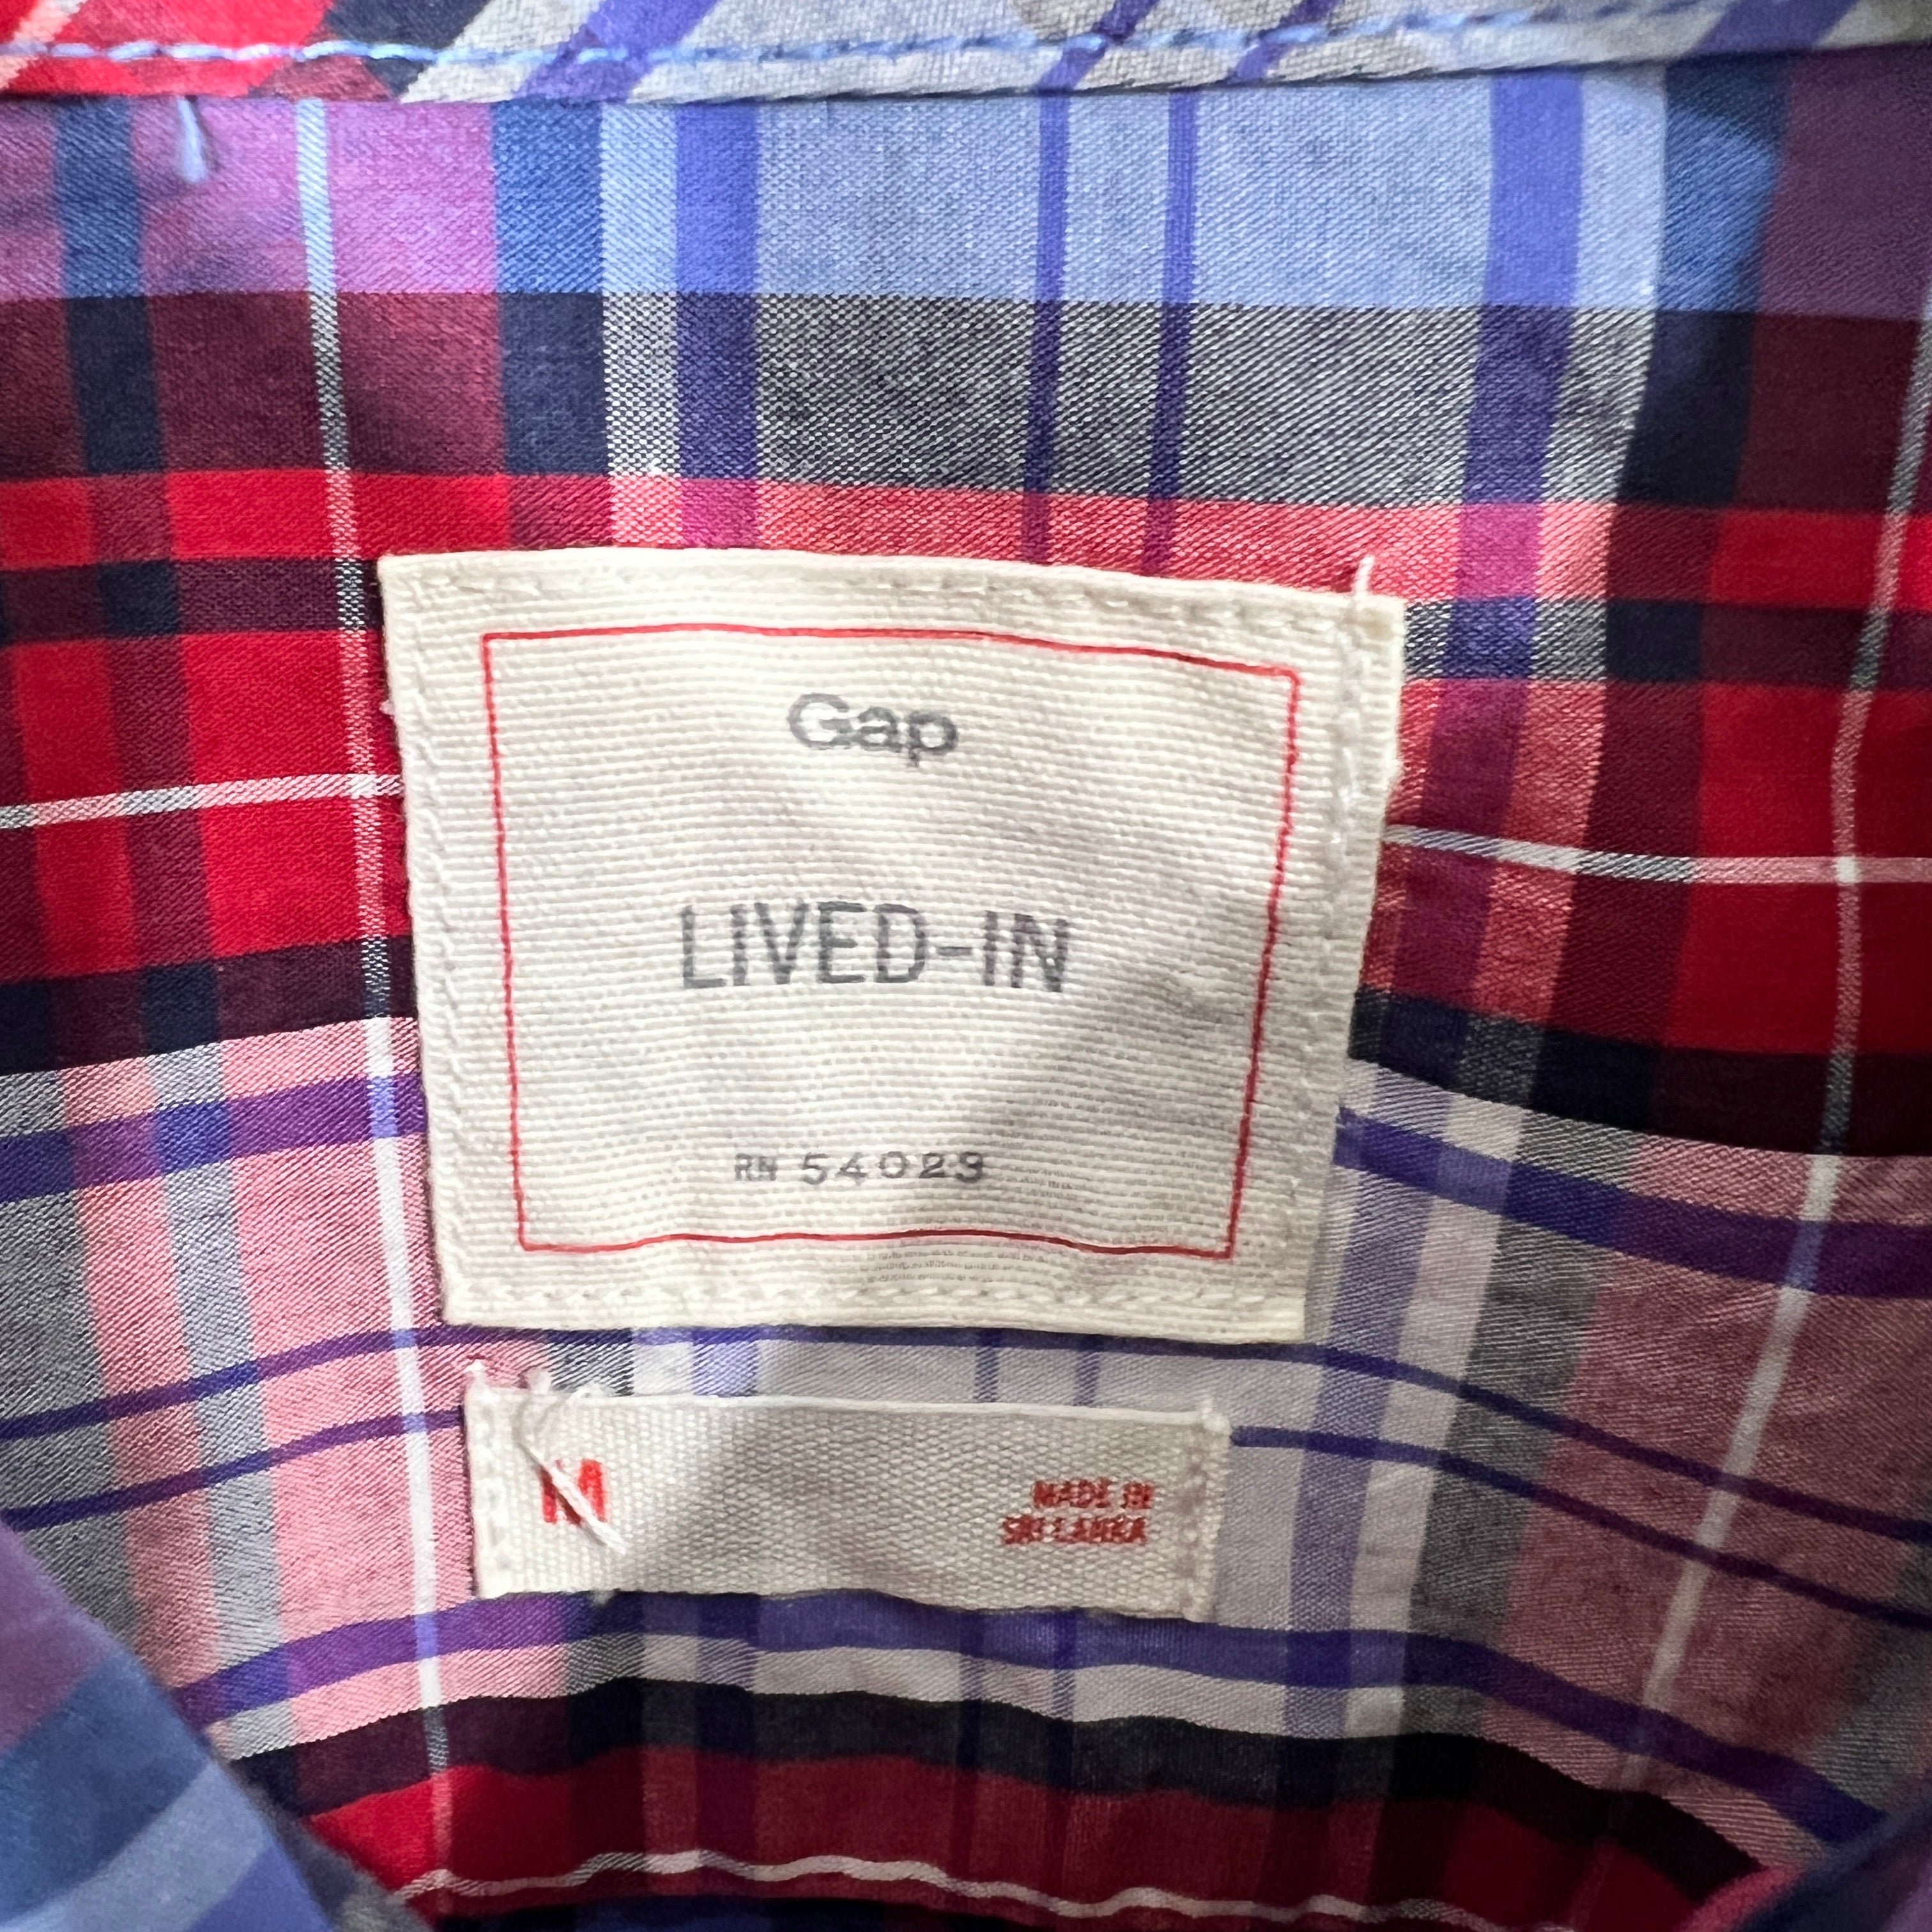 Gap
LIVED-IN
RN 54023
M
MADE IN
SRI LANKA